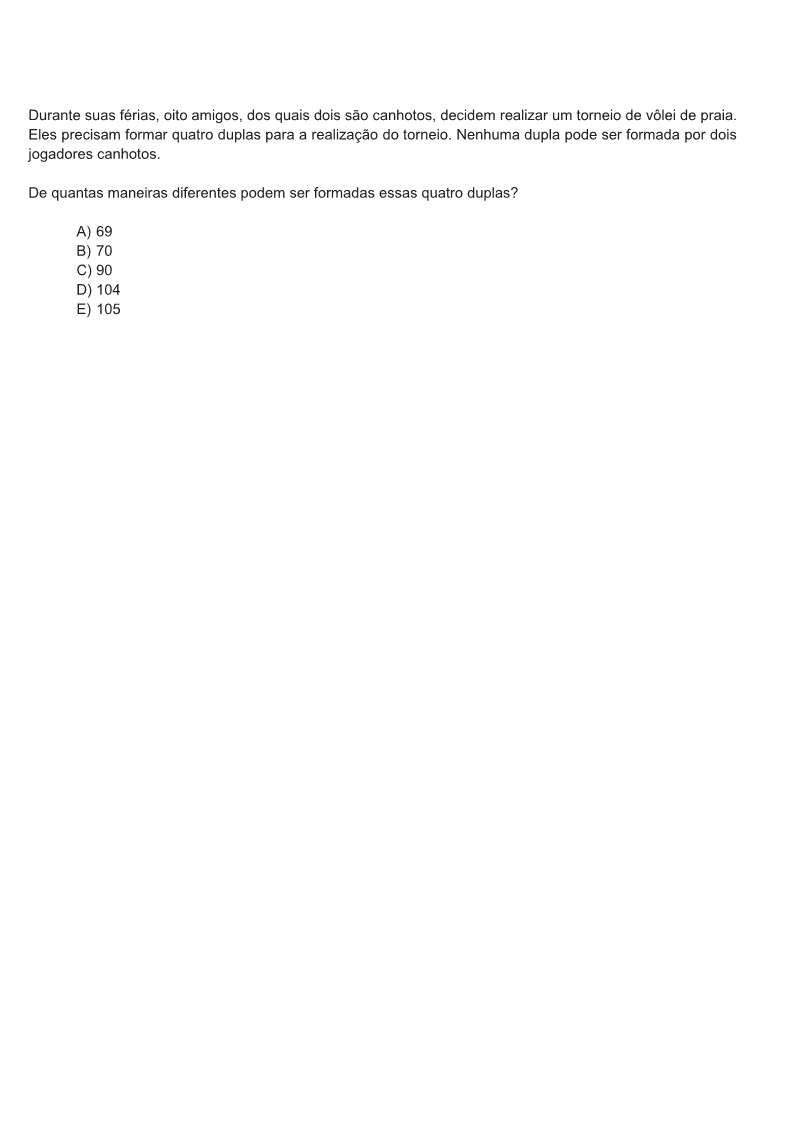 Durante suas férias, oito amigos, dos quais dois são canhotos, decidem realizar um torneio de vôlei de praia.
Eles precisam formar quatro duplas para a realização do torneio. Nenhuma dupla pode ser formada por dois
jogadores canhotos.
De quantas maneiras diferentes podem ser formadas essas quatro duplas?
A) 69
B) 70
C) 90
D) 104
E) 105